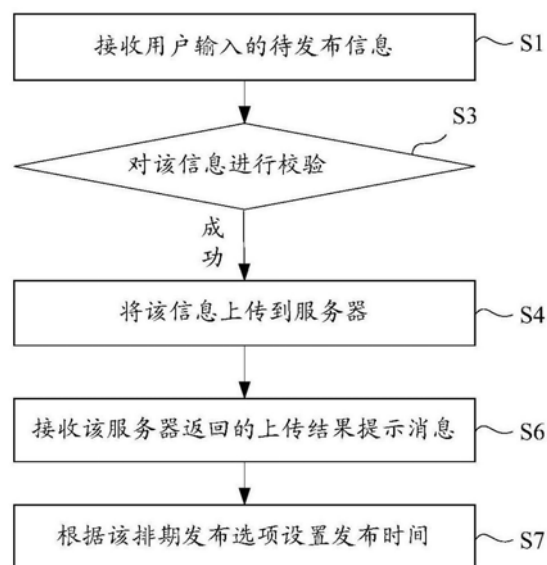 接收用户输入的待发布信息
S1
S3
对该信息进行校验
成
功
将该信息上传到服务器
S4
接收该服务器返回的上传结果提示消息
S6
根据该排期发布选项设置发布时间
S7